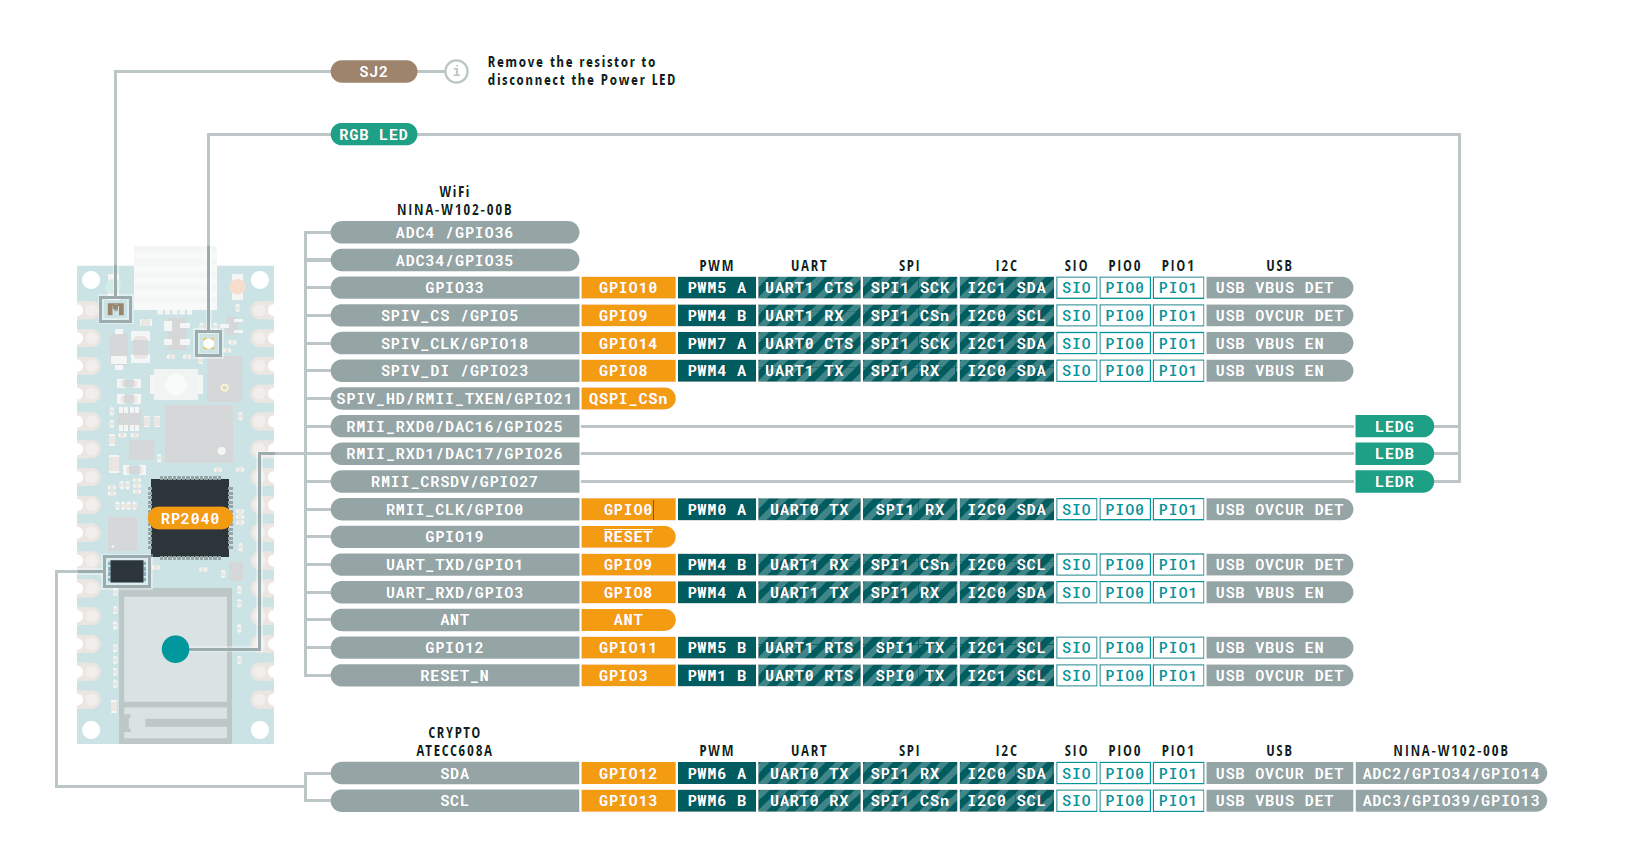 SJ2
i
Remove the resistor to
disconnect the Power LED
RGB LED
WiFi
NINA-W102-00B
ADC4 /GPIO36
ADC34/GPIO35
PWM UART SPI I2C SIO PIO0 PIO1 USB
GPIO33 GPIO10 PWM5 A UART1 CTS SPI1 SCK I2C1 SDA SIO PIO0 PIO1 USB VBUS DET
SPIV_CS /GPIO5 GPIO9 PWM4 B UART1 RX SPI1 CSn I2C0 SCL SIO PIO0 PIO1 USB OVCUR DET
SPIV_CLK/GPIO18 GPIO14 PWM7 A UART0 CTS SPI1 SCK I2C1 SDA SIO PIO0 PIO1 USB VBUS EN
SPIV_DI /GPIO23 GPIO8 PWM4 A UART1 TX SPI1 RX I2C0 SDA SIO PIO0 PIO1 USB VBUS EN
SPIV_HD/RMII_TXEN/GPIO21 QSPI_CSn
RMII_RXD0/DAC16/GPIO25 LEDG
RMII_RXD1/DAC17/GPIO26 LEDB
RMII_CRSDV/GPIO27 LEDR
RMII_CLK/GPIO0 GPIO0 PWM0 A UART0 TX SPI1 RX I2C0 SDA SIO PIO0 PIO1 USB OVCUR DET
RP2040
GPIO19 RESET
UART_TXD/GPIO1 GPIO9 PWM4 B UART1 RX SPI1 CSn I2C0 SCL SIO PIO0 PIO1 USB OVCUR DET
UART_RXD/GPIO3 GPIO8 PWM4 A UART1 TX SPI1 RX I2C0 SDA SIO PIO0 PIO1 USB VBUS EN
ANT ANT
GPIO12 GPIO11 PWM5 B UART1 RTS SPI1 TX I2C1 SCL SIO PIO0 PIO1 USB VBUS EN
RESET_N GPIO3 PWM1 B UART0 RTS SPI0 TX I2C1 SCL SIO PIO0 PIO1 USB OVCUR DET
CRYPTO
ATECC608A PWM UART SPI I2C SIO PIO0 PIO1 USB NINA-W102-00B
SDA GPIO12 PWM6 A UART0 TX SPI1 RX I2C0 SDA SIO PIO0 PIO1 USB OVCUR DET ADC2/GPIO34/GPIO14
SCL GPIO13 PWM6 B UART0 RX SPI1 CSn I2C0 SCL SIO PIO0 PIO1 USB VBUS DET ADC3/GPIO39/GPIO13